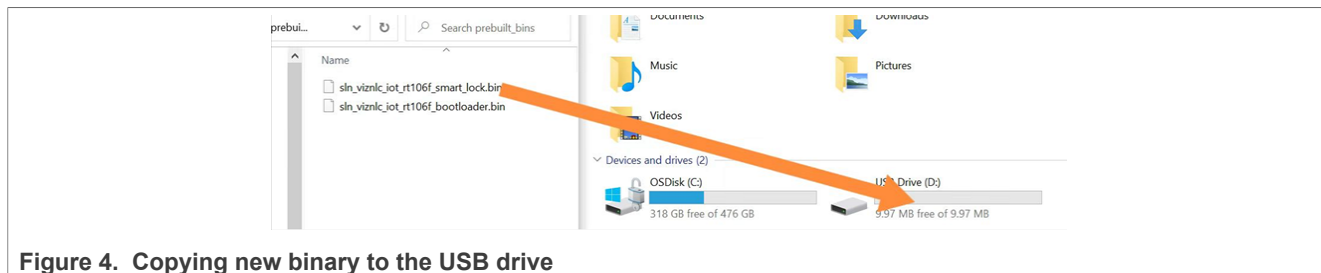 prebui...
Search prebuilt_bins
Name
sln_viznlc_iot_rt106f_smart_lock.bin
sln_viznlc_iot_rt106f_bootloader.bin
Documents
Downloads
Music
Pictures
Videos
Devices and drives (2)
OSDisk (C:)
318 GB free of 476 GB
USB Drive (D:)
9.97 MB free of 9.97 MB
Figure 4. Copying new binary to the USB drive